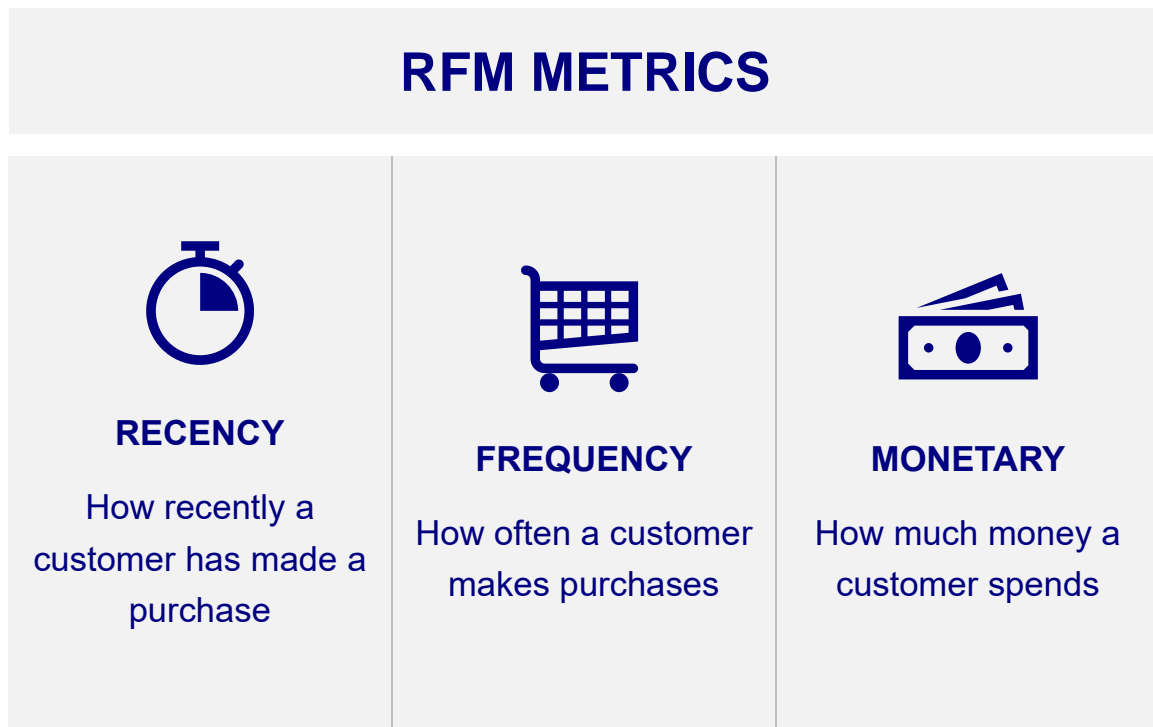 RFM METRICS
RECENCY
How recently a
customer has made a
purchase
FREQUENCY
How often a customer
makes purchases
MONETARY
How much money a
customer spends